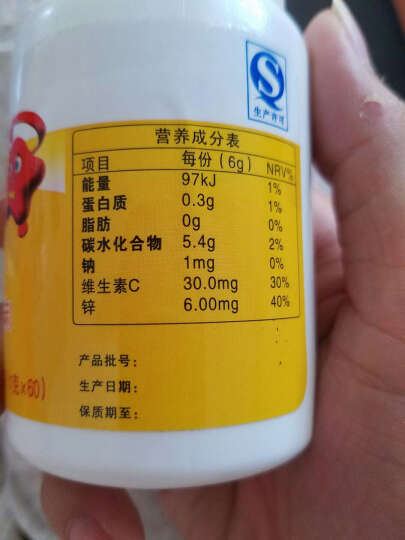 生产许可
营养成分表
项目 每份(6g) NRV%
能量 97kJ 1%
蛋白质 0.3g 1%
脂肪 0g 0%
碳水化合物 5.4g 2%
钠 1mg 0%
维生素C 30.0mg 30%
锌 6.00mg 40%
产品批号:
生产日期:
保质期至:
克×60)